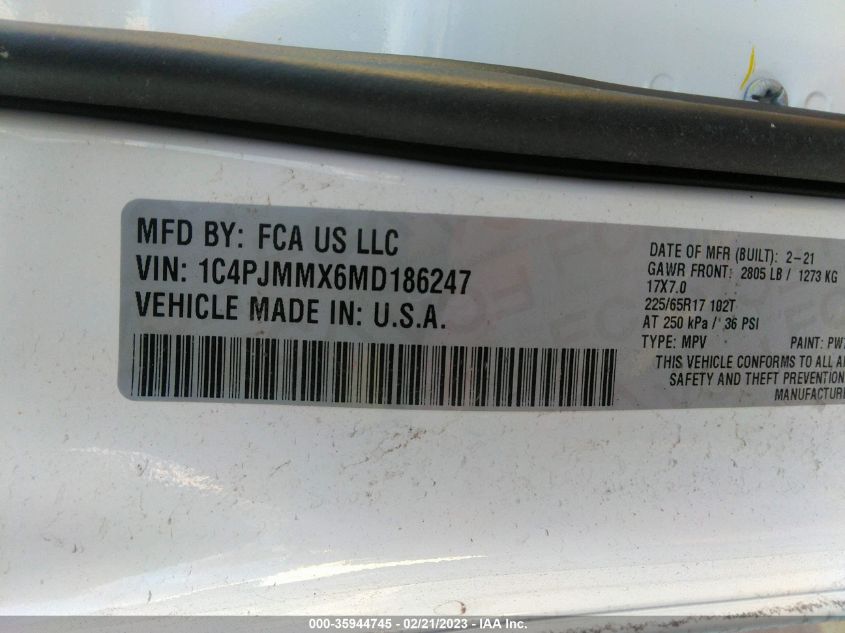 MFD BY: FCA US LLC
VIN: 1C4PJMMX6MD186247
VEHICLE MADE IN: U.S.A.
DATE OF MFR (BUILT): 2-21
GAWR FRONT: 2805 LB / 1273 KG
17X7.0
225/65R17 102T
AT 250 kPa / 36 PSI
TYPE: MPV PAINT: PW7
THIS VEHICLE CONFORMS TO ALL
SAFETY AND THEFT PREVENTION
000-35944745 - 02/21/2023 - IAA Inc.